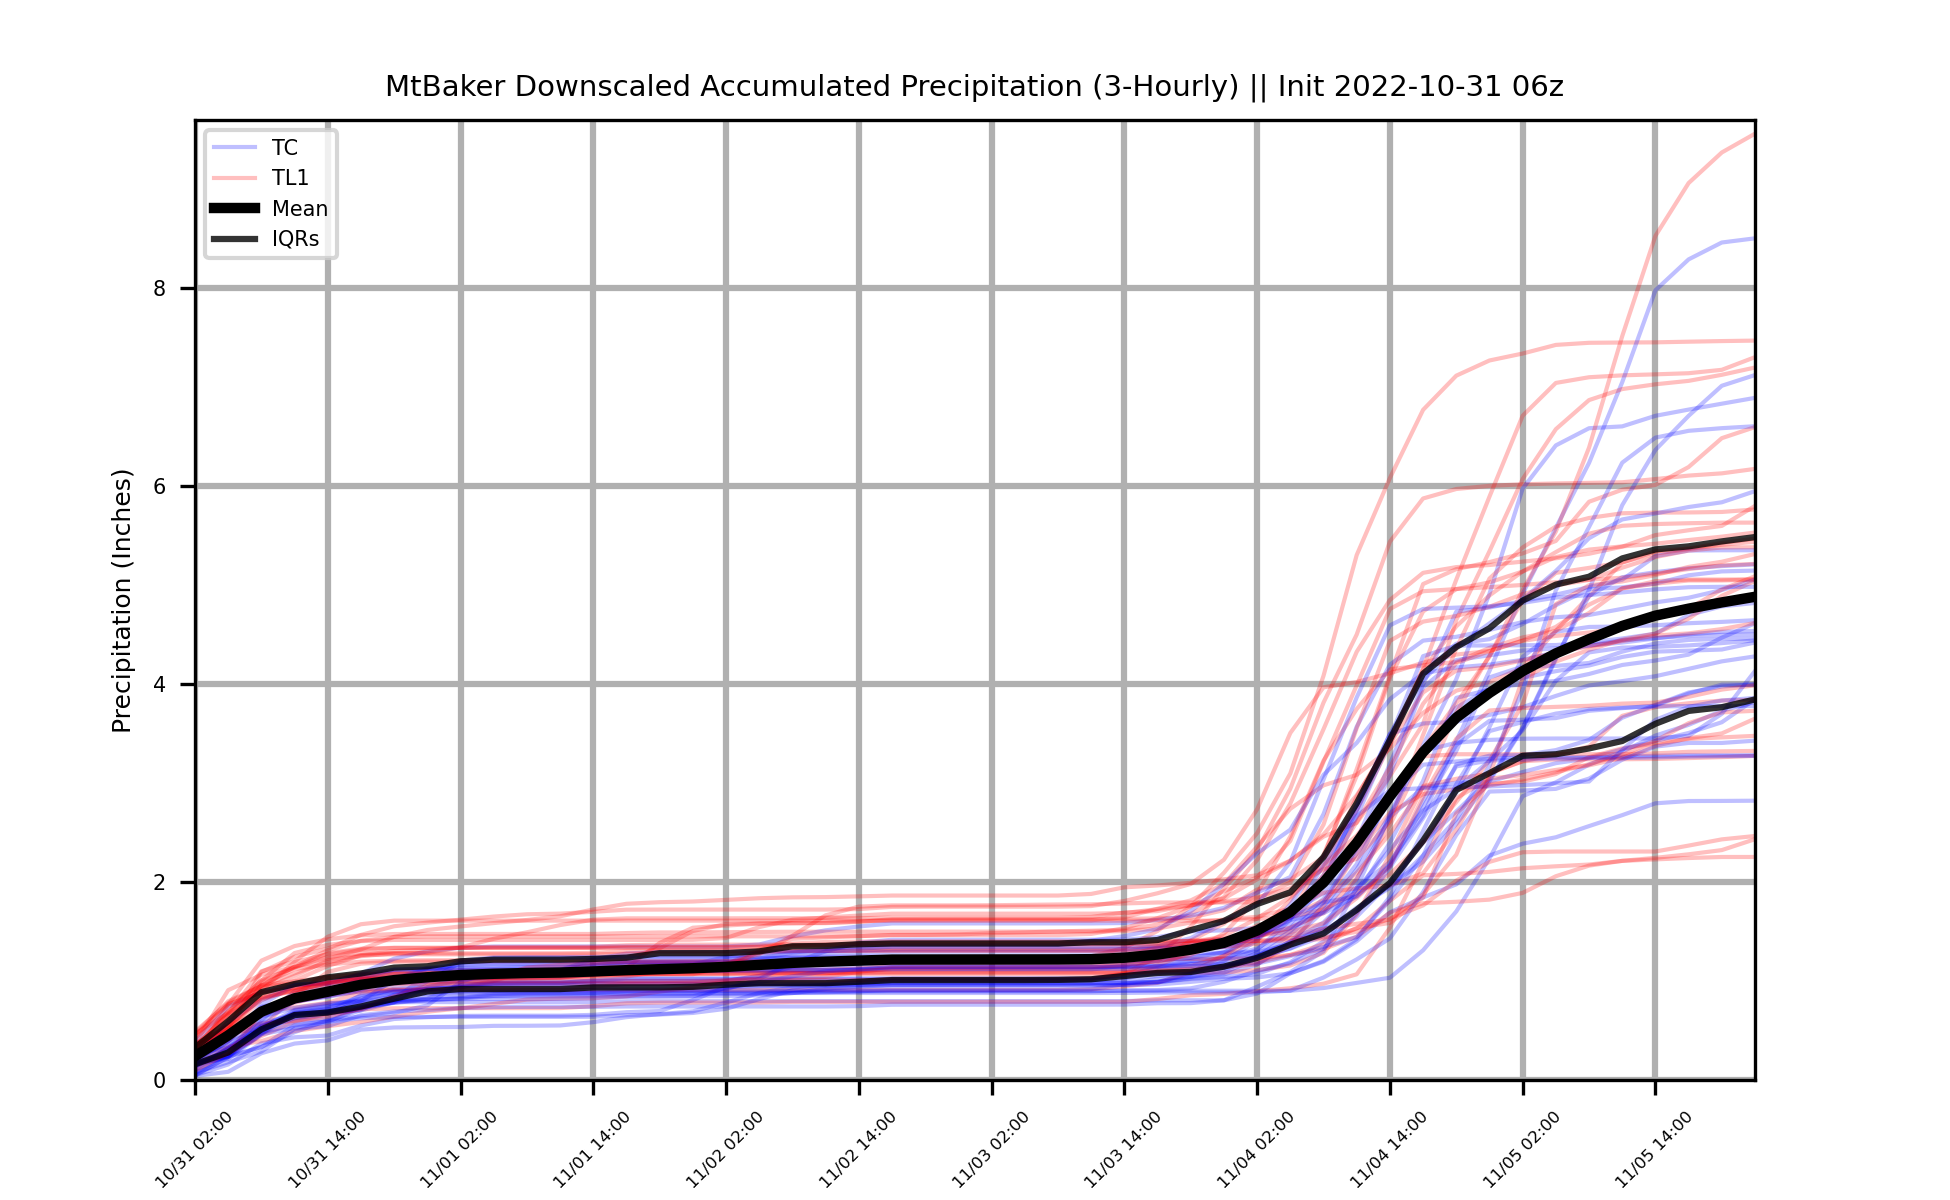 MtBaker Downscaled Accumulated Precipitation (3-Hourly) || Init 2022-10-31 06z
TC
TL1
Mean
IQRs
Precipitation (Inches)
8
6
4
2
0
10/31 02:00
10/31 14:00
11/01 02:00
11/01 14:00
11/02 02:00
11/02 14:00
11/03 02:00
11/03 14:00
11/04 02:00
11/04 14:00
11/05 02:00
11/05 14:00